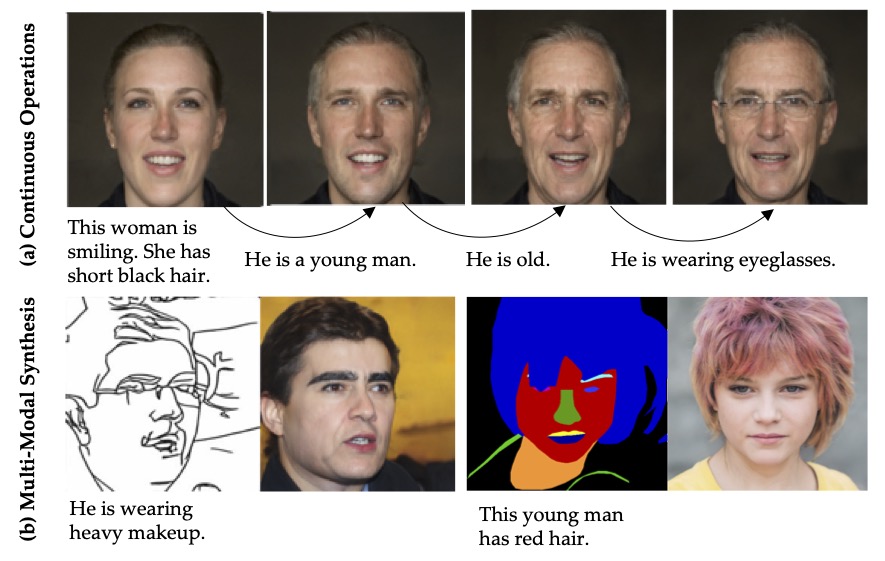 (a) Continuous Operations
This woman is
smiling. She has
short black hair.
He is a young man.
He is old.
He is wearing eyeglasses.
(b) Multi-Modal Synthesis
He is wearing
heavy makeup.
This young man
has red hair.